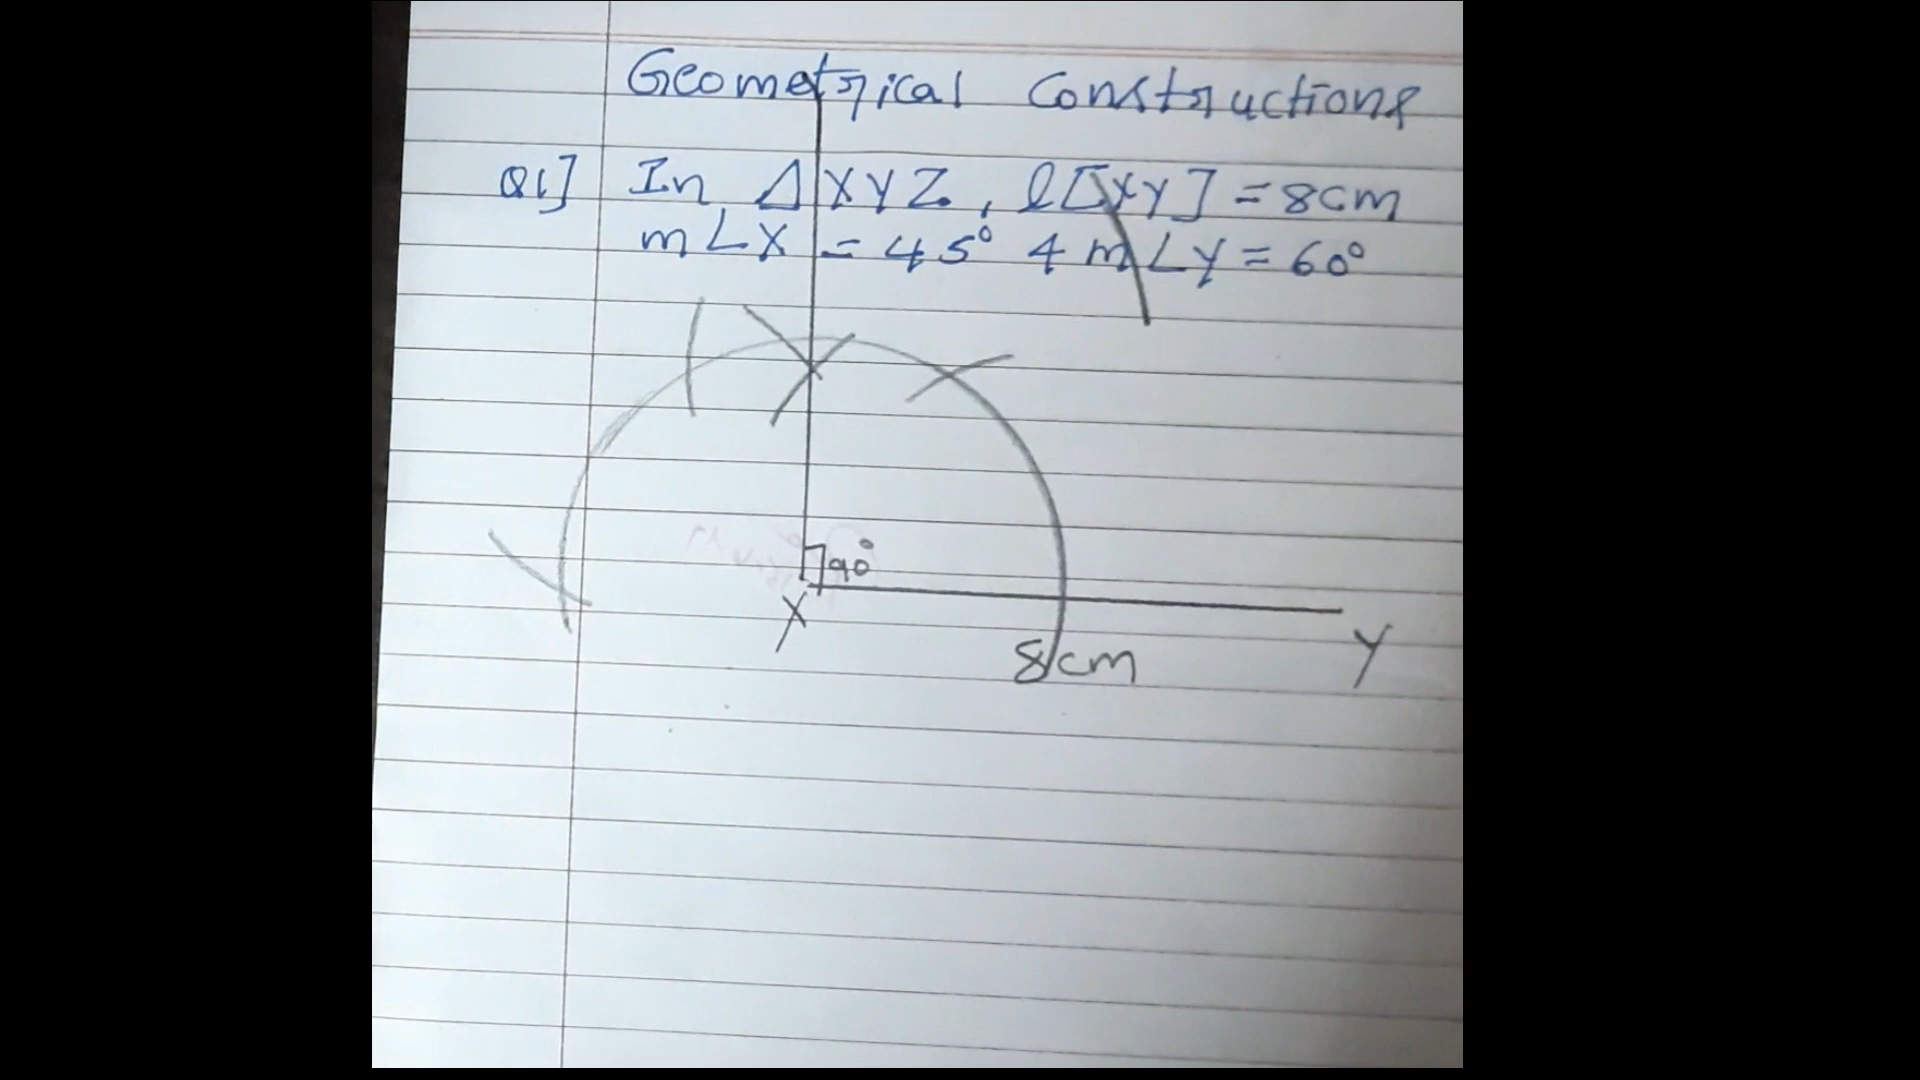 Geometrical Constructions
Q1] In △XYZ, l[XY] = 8cm
m∠X = 45° 4 m∠Y = 60°
90°
X
8cm
Y